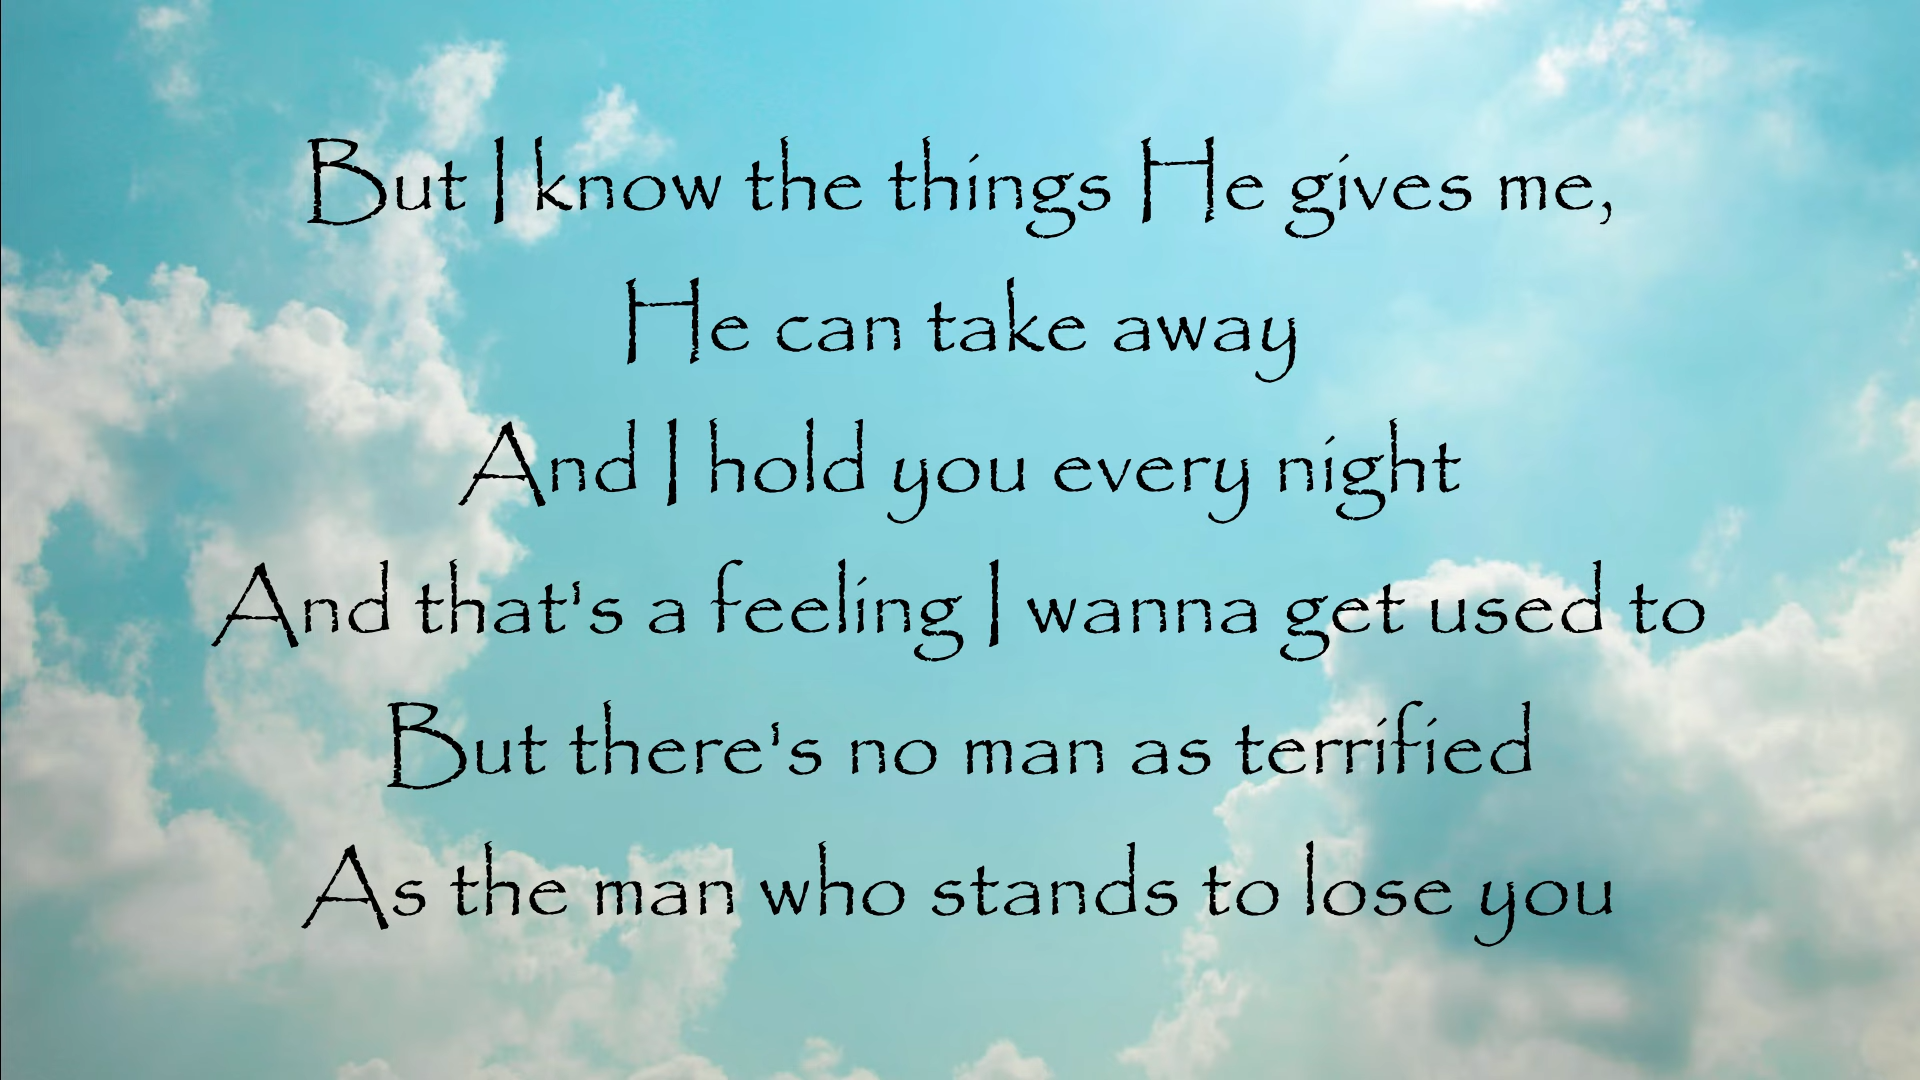 But I know the things He gives me,
He can take away
And I hold you every night
And that's a feeling I wanna get used to
But there's no man as terrified
As the man who stands to lose you